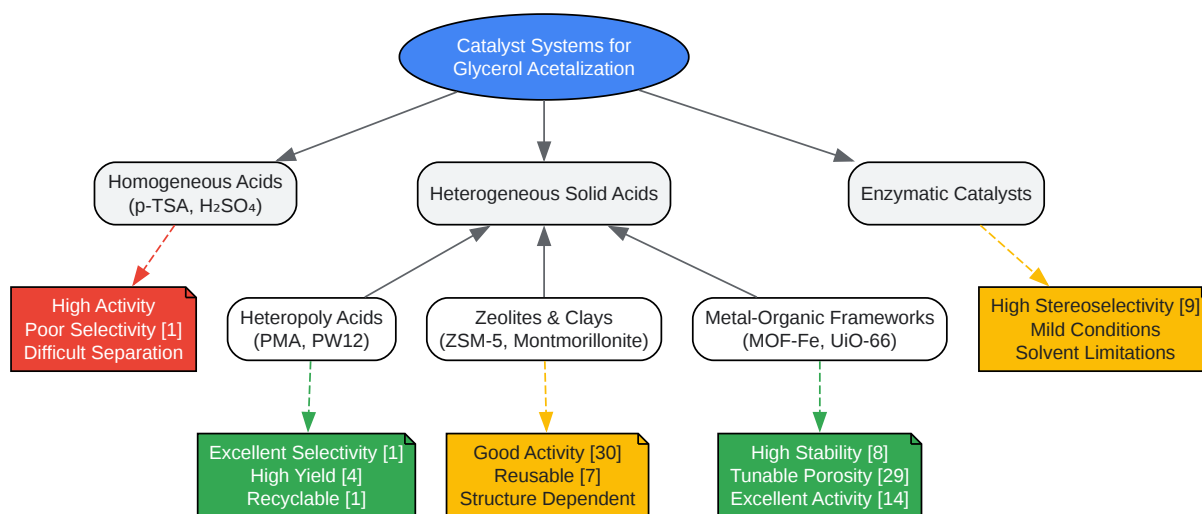 Catalyst Systems for
Glycerol Acetalization
Homogeneous Acids
(p-TSA, H₂SO₄)
Heterogeneous Solid Acids
Enzymatic Catalysts
High Activity
Poor Selectivity [1]
Difficult Separation
Heteropoly Acids
(PMA, PW12)
Zeolites & Clays
(ZSM-5, Montmorillonite)
Metal-Organic Frameworks
(MOF-Fe, UiO-66)
High Stereoselectivity [9]
Mild Conditions
Solvent Limitations
Excellent Selectivity [1]
High Yield [4]
Recyclable [1]
Good Activity [30]
Reusable [7]
Structure Dependent
High Stability [8]
Tunable Porosity [29]
Excellent Activity [14]